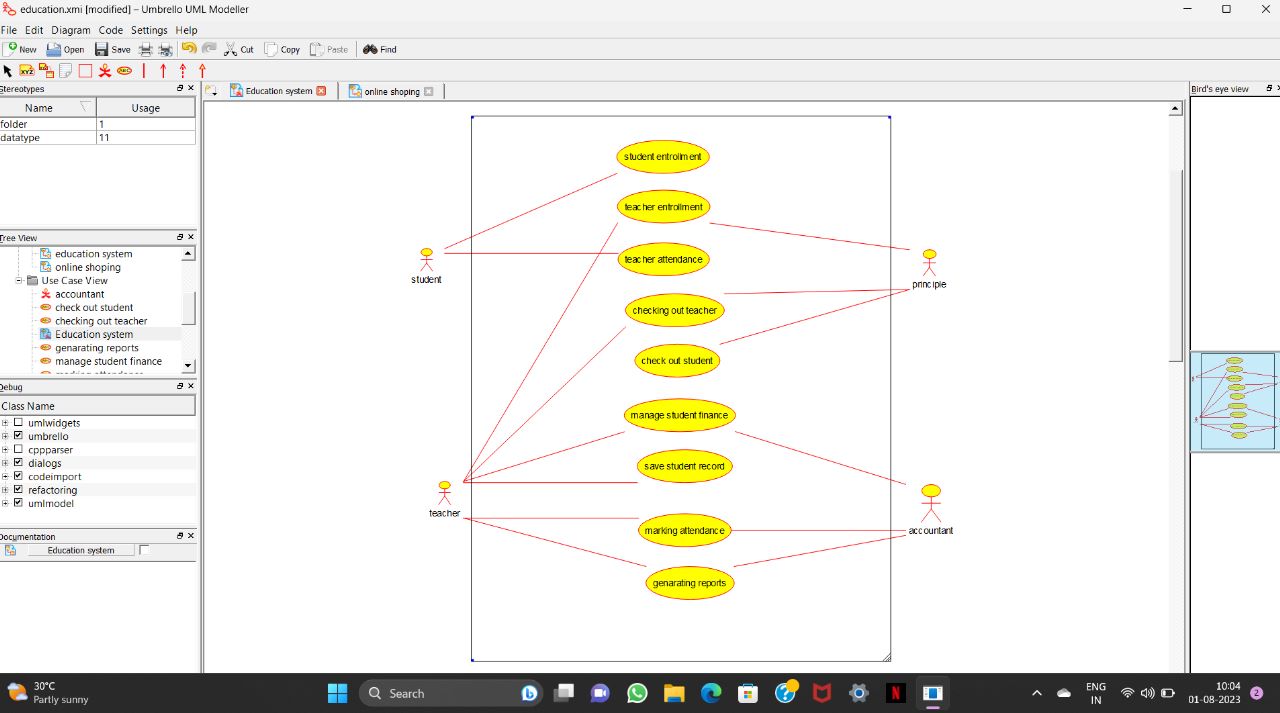 education.xmi [modified] – Umbrello UML Modeller
File Edit Diagram Code Settings Help
New Open Save Cut Copy Paste Find
XYZ
ABC
Stereotypes
Name Usage
folder 1
datatype 11
Tree View
education system
online shoping
Use Case View
accountant
check out student
checking out teacher
Education system
genarating reports
manage student finance
marking attendance
Debug
Class Name
umlwidgets
umbrello
cppparser
dialogs
codeimport
refactoring
umlmodel
Documentation
Education system
Education system online shoping
student entrollment
teacher entrollment
teacher attendance
checking out teacher
check out student
manage student finance
save student record
marking attendance
genarating reports
student
teacher
principle
accountant
Bird's eye view
30°C
Partly sunny
Search
N
ENG
IN
10:04
01-08-2023
2